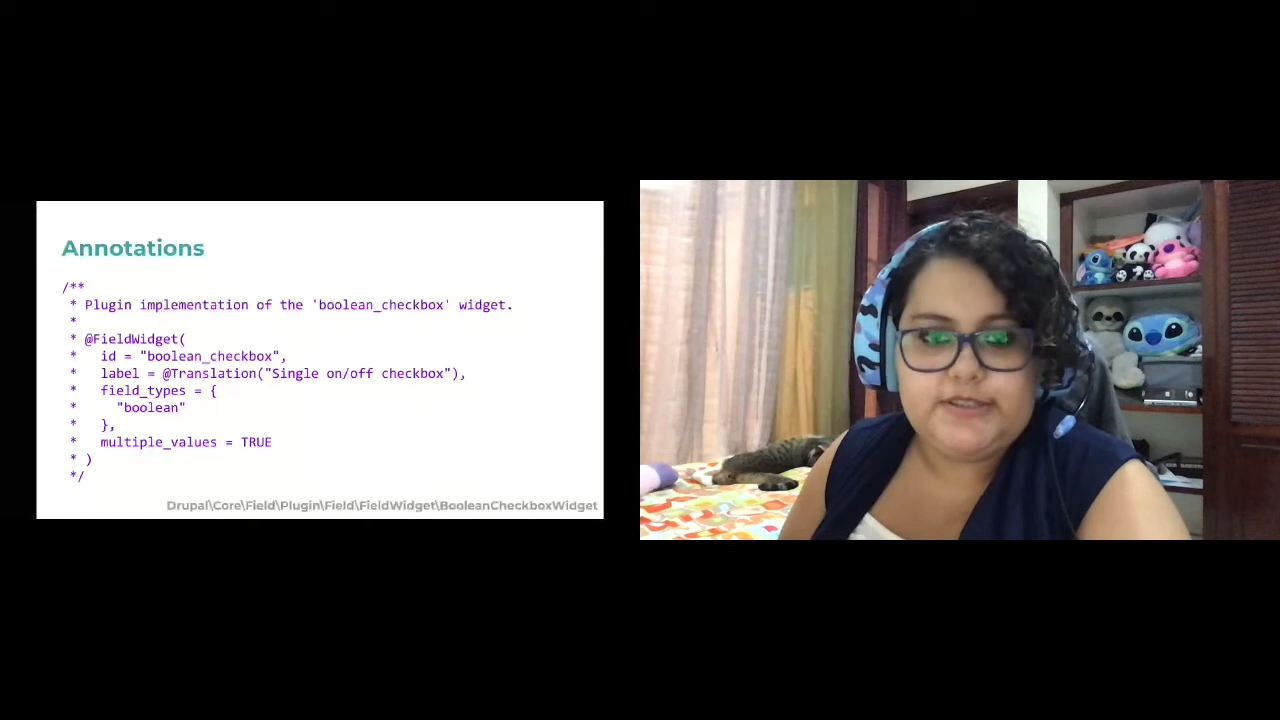 Annotations
/**
 * Plugin implementation of the 'boolean_checkbox' widget.
 *
 * @FieldWidget(
 *   id = "boolean_checkbox",
 *   label = @Translation("Single on/off checkbox"),
 *   field_types = {
 *     "boolean"
 *   },
 *   multiple_values = TRUE
 * )
 */
Drupal\Core\Field\Plugin\Field\FieldWidget\BooleanCheckboxWidget